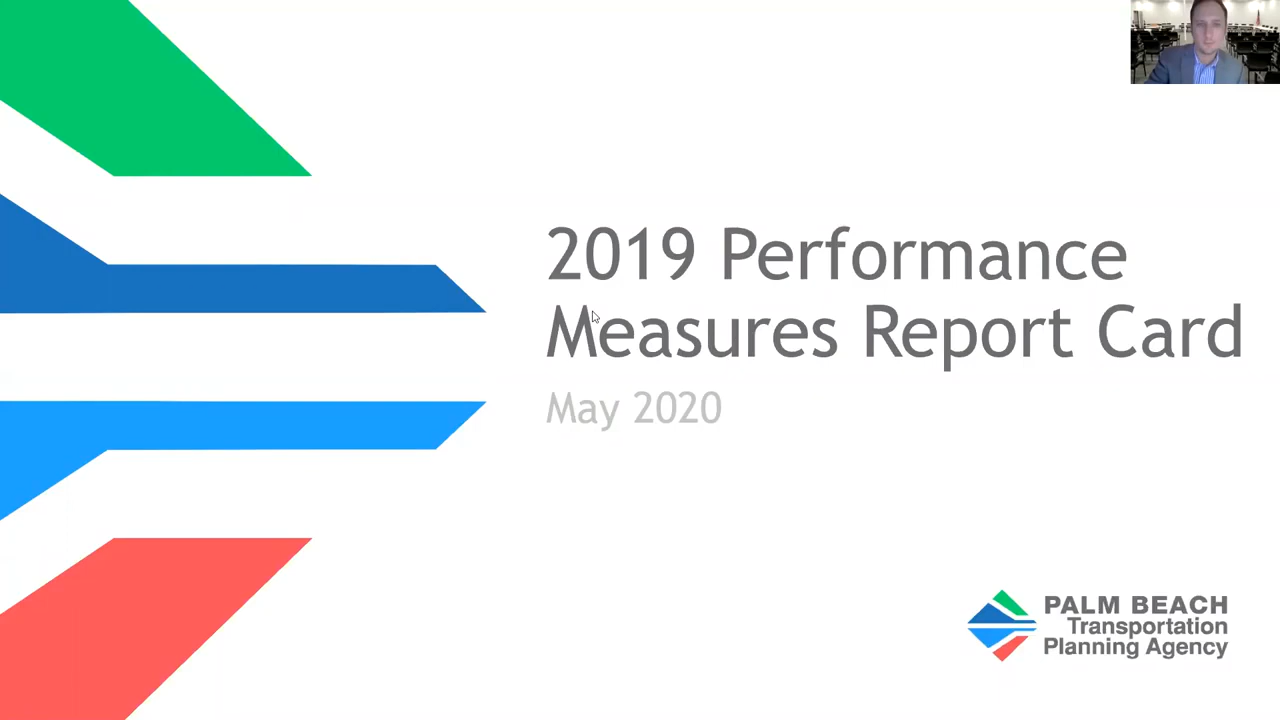 2019 Performance
Measures Report Card
May 2020
PALM BEACH
Transportation
Planning Agency